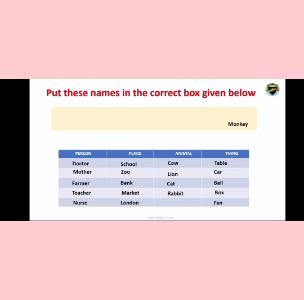 Put these names in the correct box given below
Monkey
PERSON PLACE ANIMAL THING
Doctor School Cow Table
Mother Zoo Lion Car
Farmer Bank Cat Ball
Teacher Market Rabbit Box
Nurse London Fan